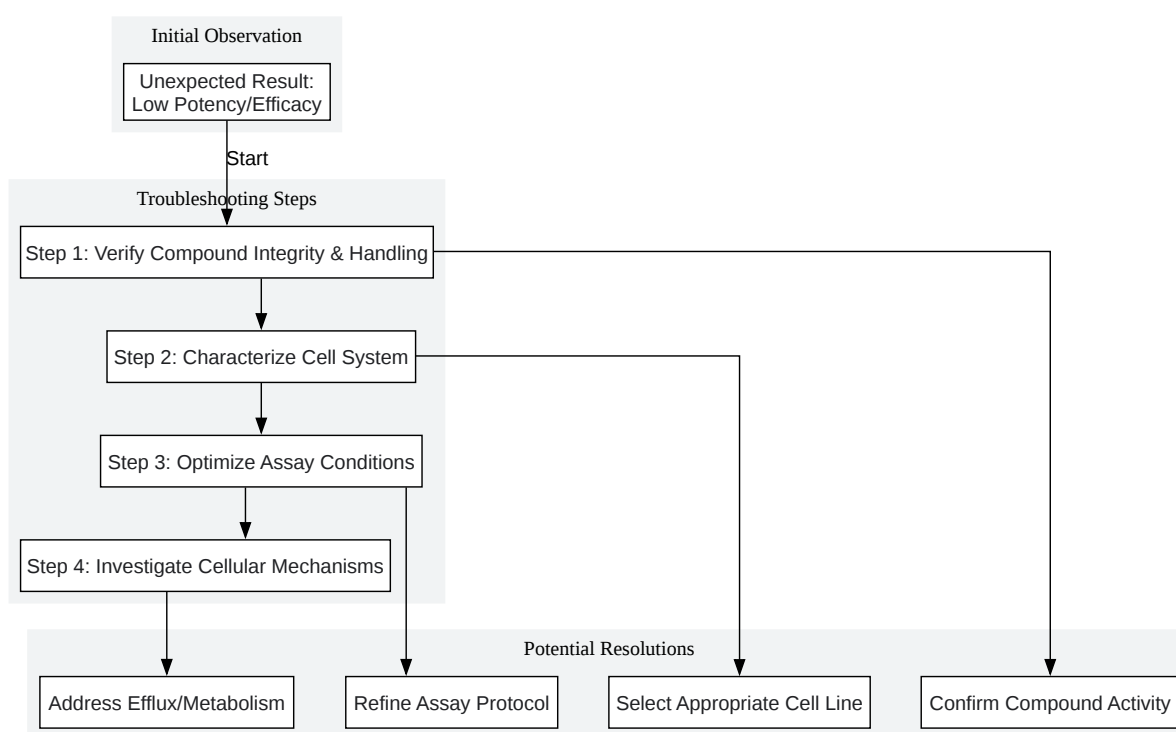 Initial Observation
Unexpected Result:
Low Potency/Efficacy
Start
Troubleshooting Steps
Step 1: Verify Compound Integrity & Handling
Step 2: Characterize Cell System
Step 3: Optimize Assay Conditions
Step 4: Investigate Cellular Mechanisms
Potential Resolutions
Address Efflux/Metabolism
Refine Assay Protocol
Select Appropriate Cell Line
Confirm Compound Activity